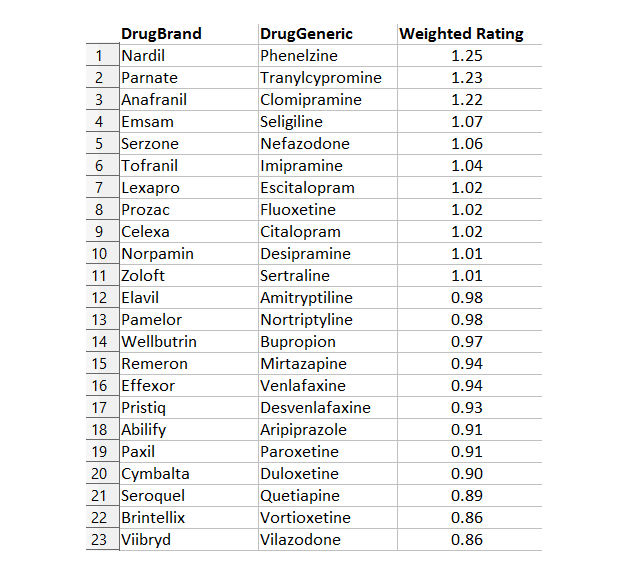 DrugBrand DrugGeneric Weighted Rating
1 Nardil Phenelzine 1.25
2 Parnate Tranylcypromine 1.23
3 Anafranil Clomipramine 1.22
4 Emsam Seligiline 1.07
5 Serzone Nefazodone 1.06
6 Tofranil Imipramine 1.04
7 Lexapro Escitalopram 1.02
8 Prozac Fluoxetine 1.02
9 Celexa Citalopram 1.02
10 Norpamin Desipramine 1.01
11 Zoloft Sertraline 1.01
12 Elavil Amitryptiline 0.98
13 Pamelor Nortriptyline 0.98
14 Wellbutrin Bupropion 0.97
15 Remeron Mirtazapine 0.94
16 Effexor Venlafaxine 0.94
17 Pristiq Desvenlafaxine 0.93
18 Abilify Aripiprazole 0.91
19 Paxil Paroxetine 0.91
20 Cymbalta Duloxetine 0.90
21 Seroquel Quetiapine 0.89
22 Brintellix Vortioxetine 0.86
23 Viibryd Vilazodone 0.86